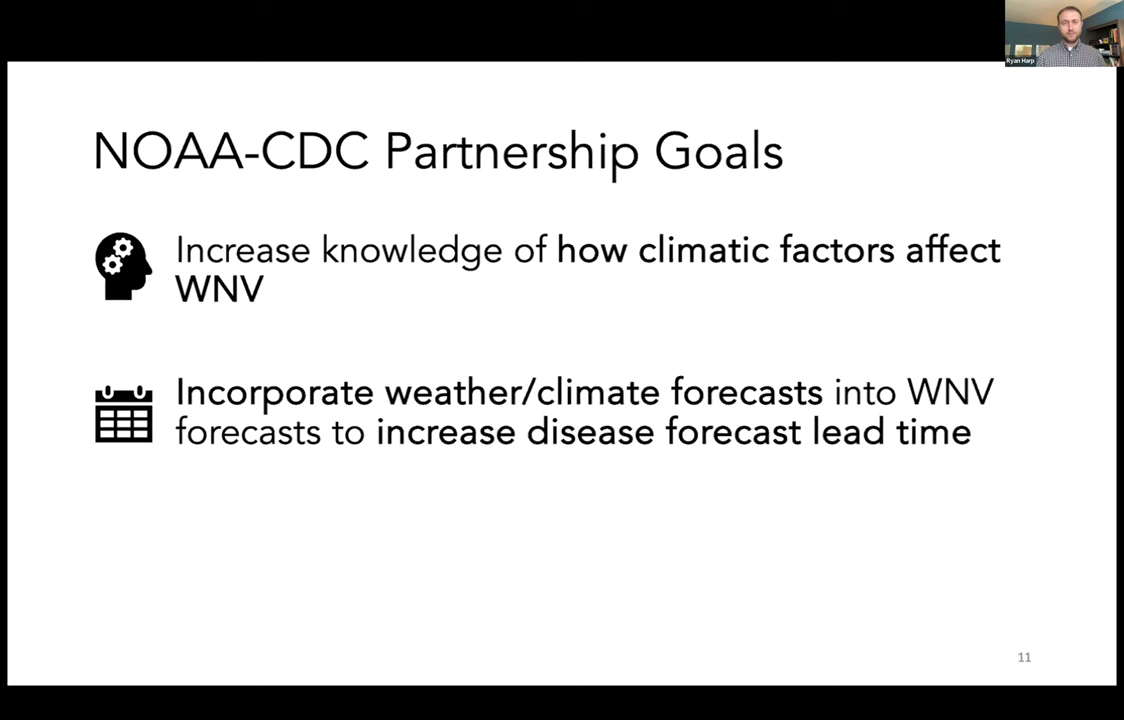 Ryan Harp
NOAA-CDC Partnership Goals
Increase knowledge of how climatic factors affect
WNV
Incorporate weather/climate forecasts into WNV
forecasts to increase disease forecast lead time
11